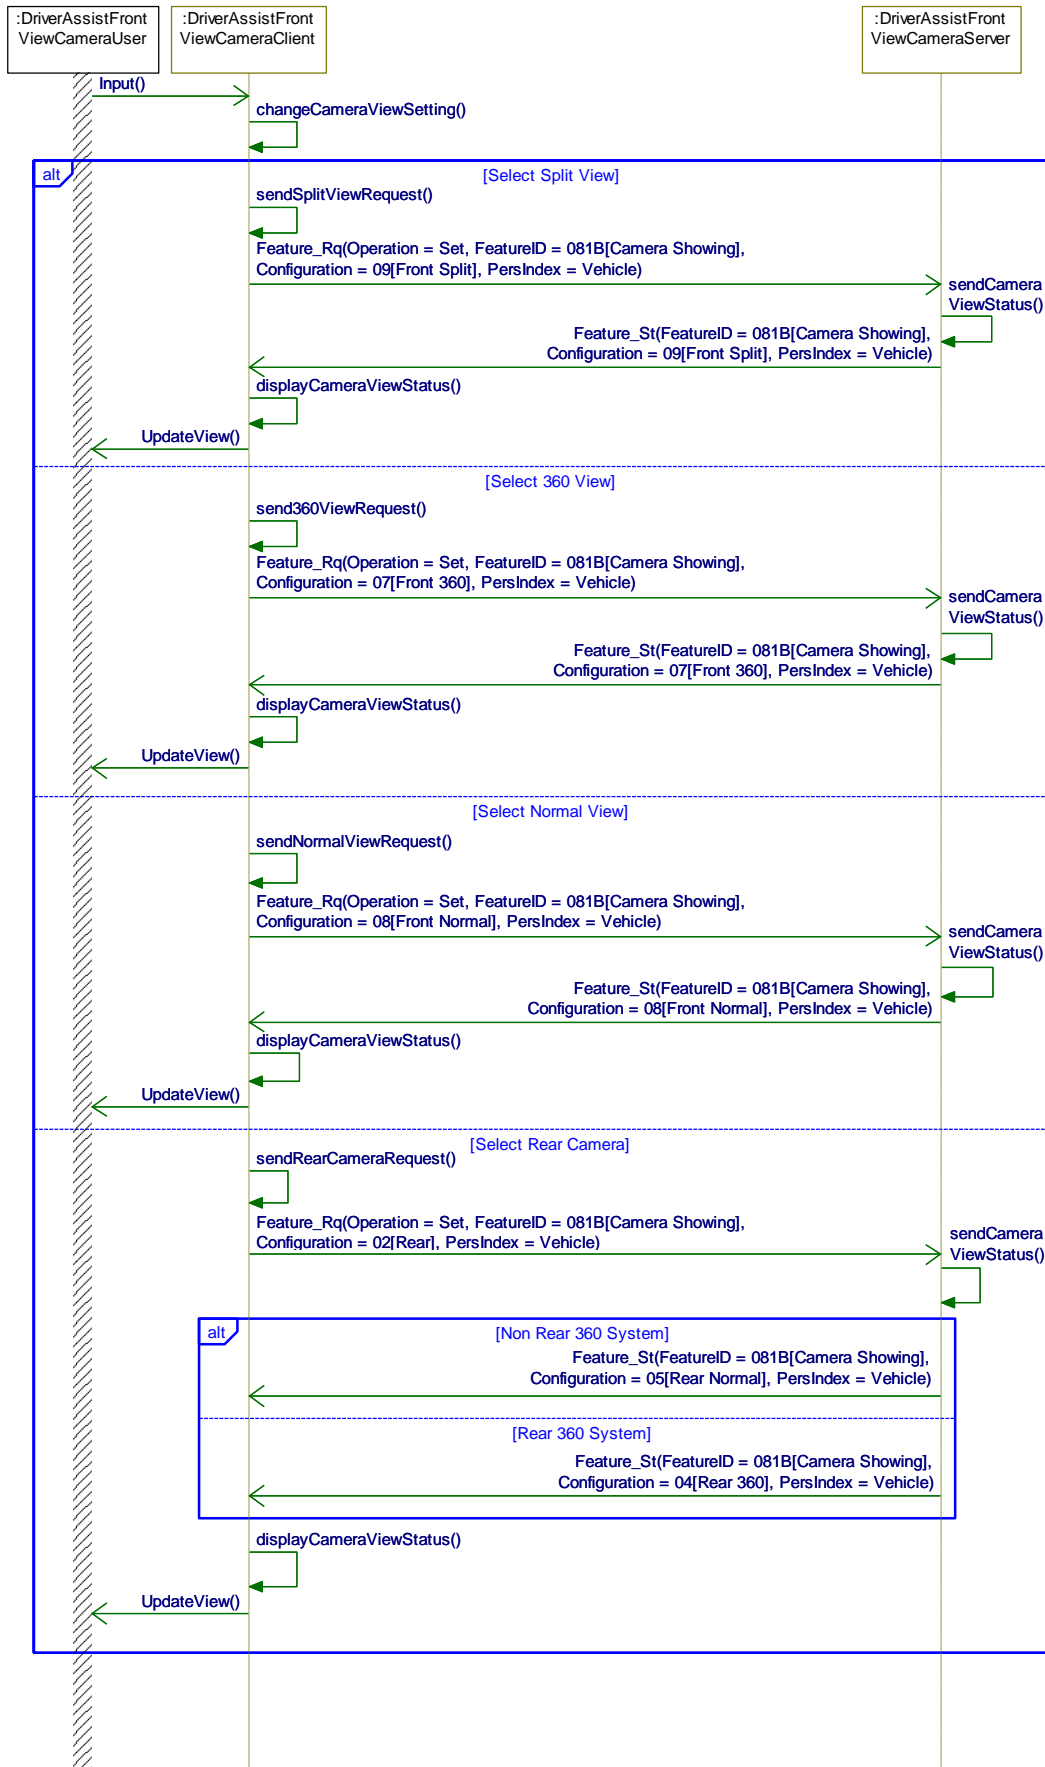 :DriverAssistFront
ViewCameraUser
:DriverAssistFront
ViewCameraClient
:DriverAssistFront
ViewCameraServer
Input()
changeCameraViewSetting()
alt
[Select Split View]
sendSplitViewRequest()
Feature_Rq(Operation = Set, FeatureID = 081B[Camera Showing],
Configuration = 09[Front Split], PersIndex = Vehicle)
sendCamera
ViewStatus()
Feature_St(FeatureID = 081B[Camera Showing],
Configuration = 09[Front Split], PersIndex = Vehicle)
displayCameraViewStatus()
UpdateView()
[Select 360 View]
send360ViewRequest()
Feature_Rq(Operation = Set, FeatureID = 081B[Camera Showing],
Configuration = 07[Front 360], PersIndex = Vehicle)
sendCamera
ViewStatus()
Feature_St(FeatureID = 081B[Camera Showing],
Configuration = 07[Front 360], PersIndex = Vehicle)
displayCameraViewStatus()
UpdateView()
[Select Normal View]
sendNormalViewRequest()
Feature_Rq(Operation = Set, FeatureID = 081B[Camera Showing],
Configuration = 08[Front Normal], PersIndex = Vehicle)
sendCamera
ViewStatus()
Feature_St(FeatureID = 081B[Camera Showing],
Configuration = 08[Front Normal], PersIndex = Vehicle)
displayCameraViewStatus()
UpdateView()
[Select Rear Camera]
sendRearCameraRequest()
Feature_Rq(Operation = Set, FeatureID = 081B[Camera Showing],
Configuration = 02[Rear], PersIndex = Vehicle)
sendCamera
ViewStatus()
alt
[Non Rear 360 System]
Feature_St(FeatureID = 081B[Camera Showing],
Configuration = 05[Rear Normal], PersIndex = Vehicle)
[Rear 360 System]
Feature_St(FeatureID = 081B[Camera Showing],
Configuration = 04[Rear 360], PersIndex = Vehicle)
displayCameraViewStatus()
UpdateView()